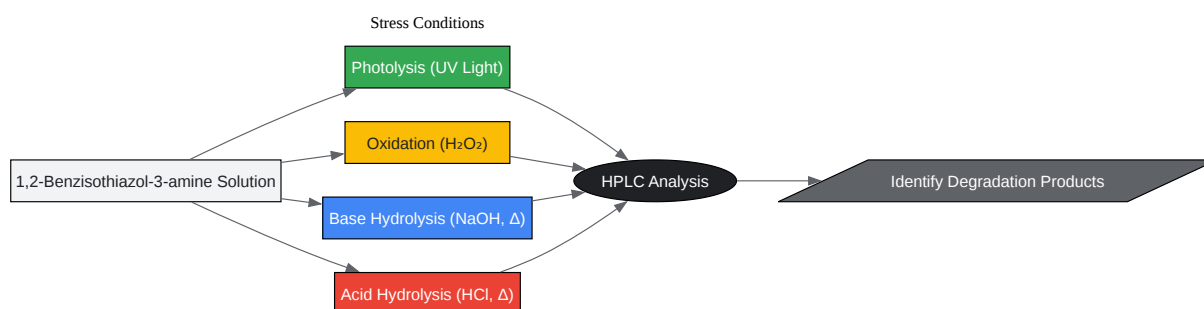 Stress Conditions
Photolysis (UV Light)
Oxidation (H₂O₂)
1,2-Benzisothiazol-3-amine Solution
HPLC Analysis
Identify Degradation Products
Base Hydrolysis (NaOH, Δ)
Acid Hydrolysis (HCl, Δ)